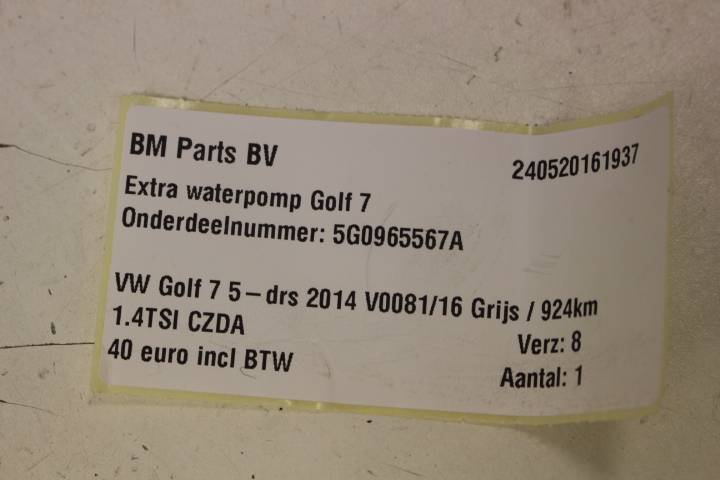 BM Parts BV
240520161937
Extra waterpomp Golf 7
Onderdeelnummer: 5G0965567A
VW Golf 7 5-drs 2014 V0081/16 Grijs / 924km
1.4TSI CZDA
Verz: 8
40 euro incl BTW
Aantal: 1